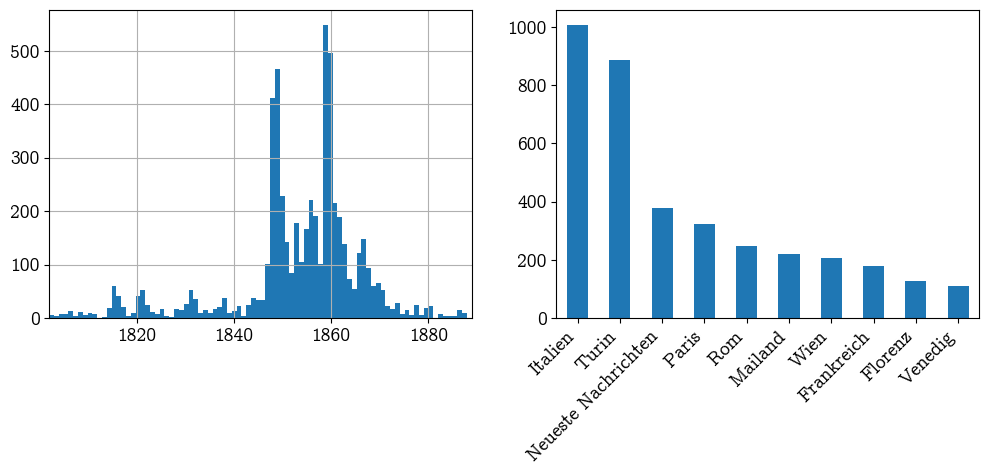 500
400
300
200
100
0
1820
1840
1860
1880
1000
800
600
400
200
0
Italien
Turin
Neueste Nachrichten
Paris
Rom
Mailand
Wien
Frankreich
Florenz
Venedig